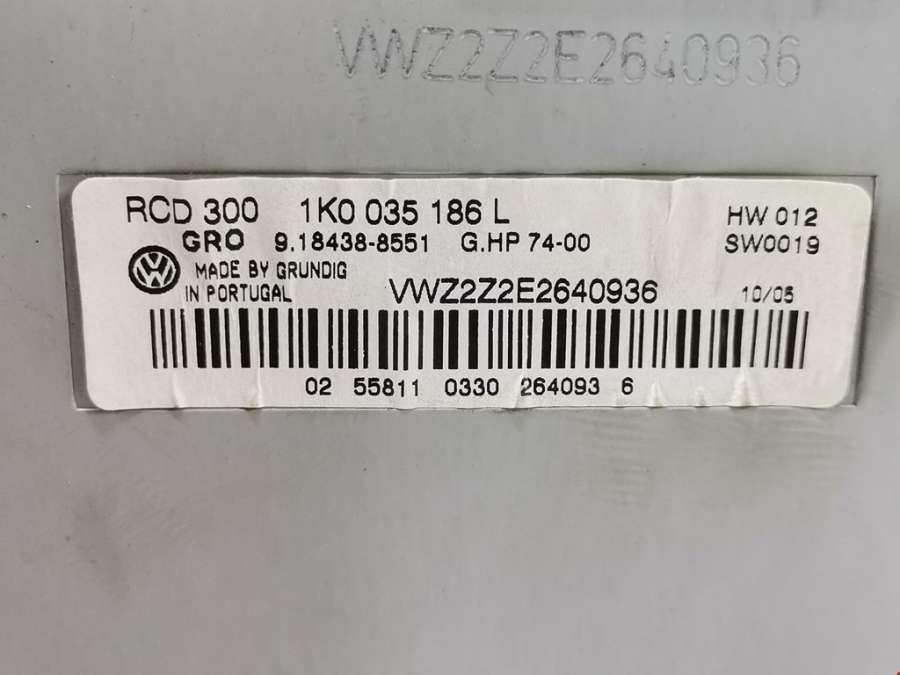 VWZ2Z2E2640936
RCD 300 1K0 035 186 L HW 012
GRO 9.18438-8551 G.HP 74-00 SW0019
MADE BY GRUNDIG
IN PORTUGAL VWZ2Z2E2640936 10/05
02 55811 0330 264093 6